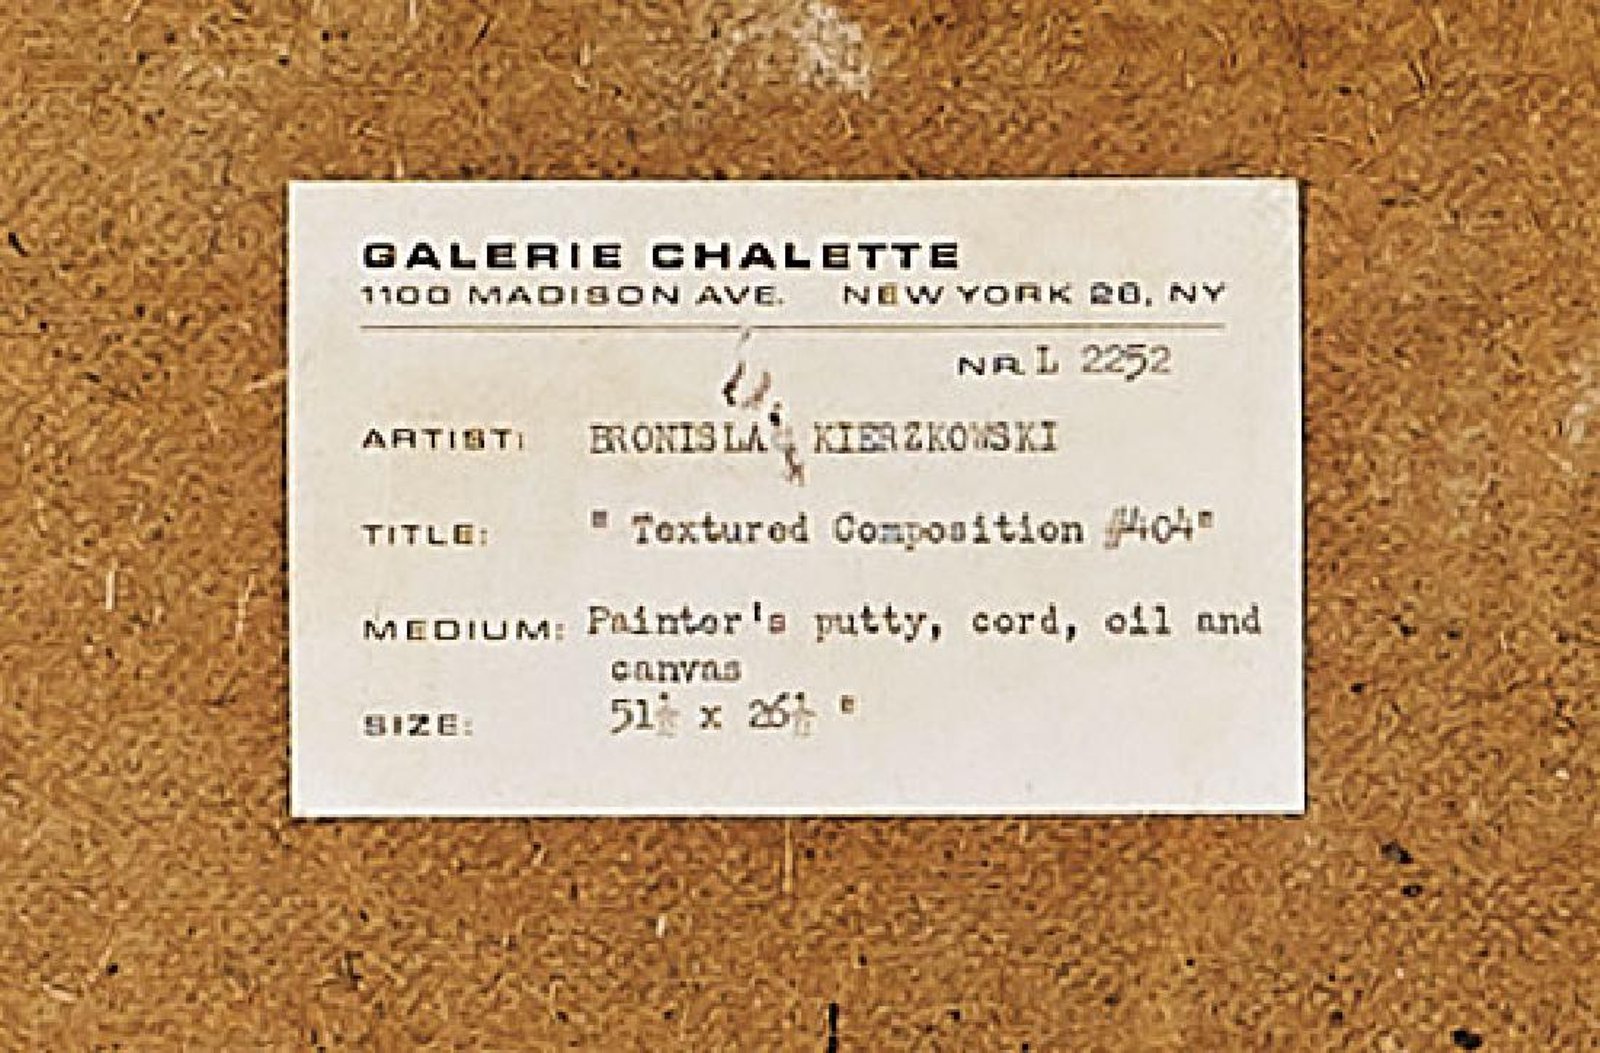 GALERIE CHALETTE
1100 MADISON AVE. NEW YORK 28, NY
NR. L 2252
ARTIST: BRONISLA KIERZKOWSKI
TITLE: " Textured Composition #404"
MEDIUM: Painter's putty, cord, oil and
canvas
SIZE: 51½ x 26½ "